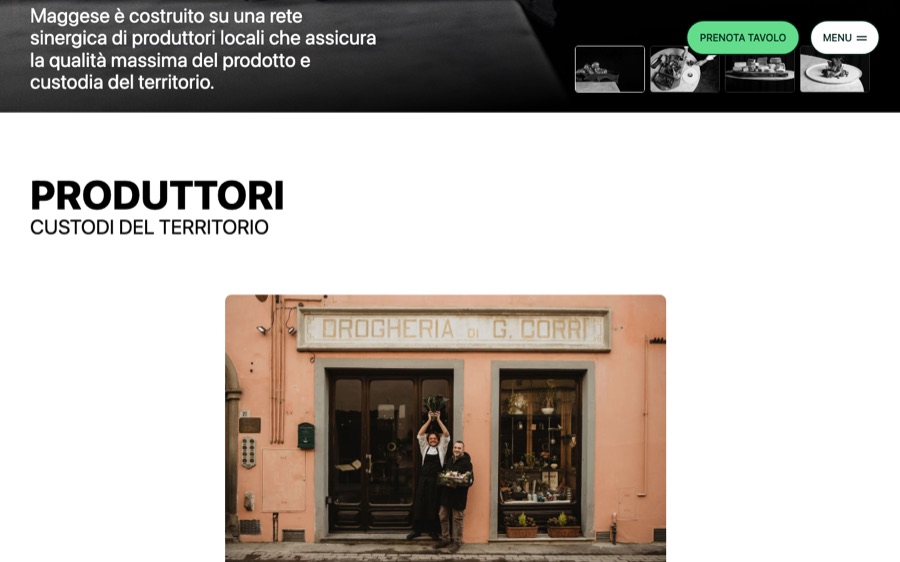 Maggese è costruito su una rete
sinergica di produttori locali che assicura
la qualità massima del prodotto e
custodia del territorio.
PRENOTA TAVOLO
MENU
PRODUTTORI
CUSTODI DEL TERRITORIO
DROGHERIA DI G. CORRI